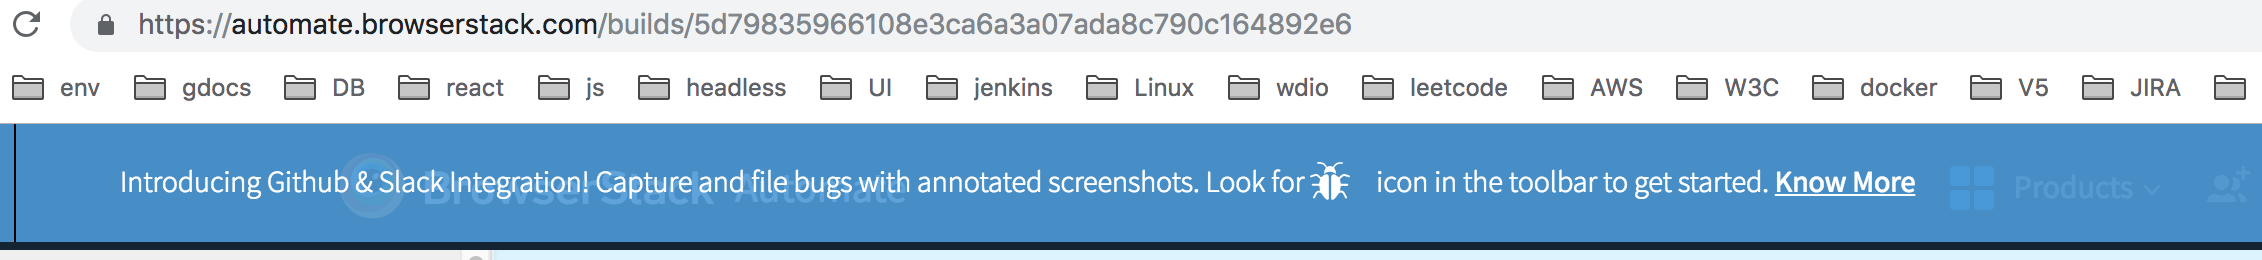 https://automate.browserstack.com/builds/5d79835966108e3ca6a3a07ada8c790c164892e6
env gdocs DB react js headless UI jenkins Linux wdio leetcode AWS W3C docker V5 JIRA
Introducing Github & Slack Integration! Capture and file bugs with annotated screenshots. Look for icon in the toolbar to get started. Know More
BrowserStack Automate Products